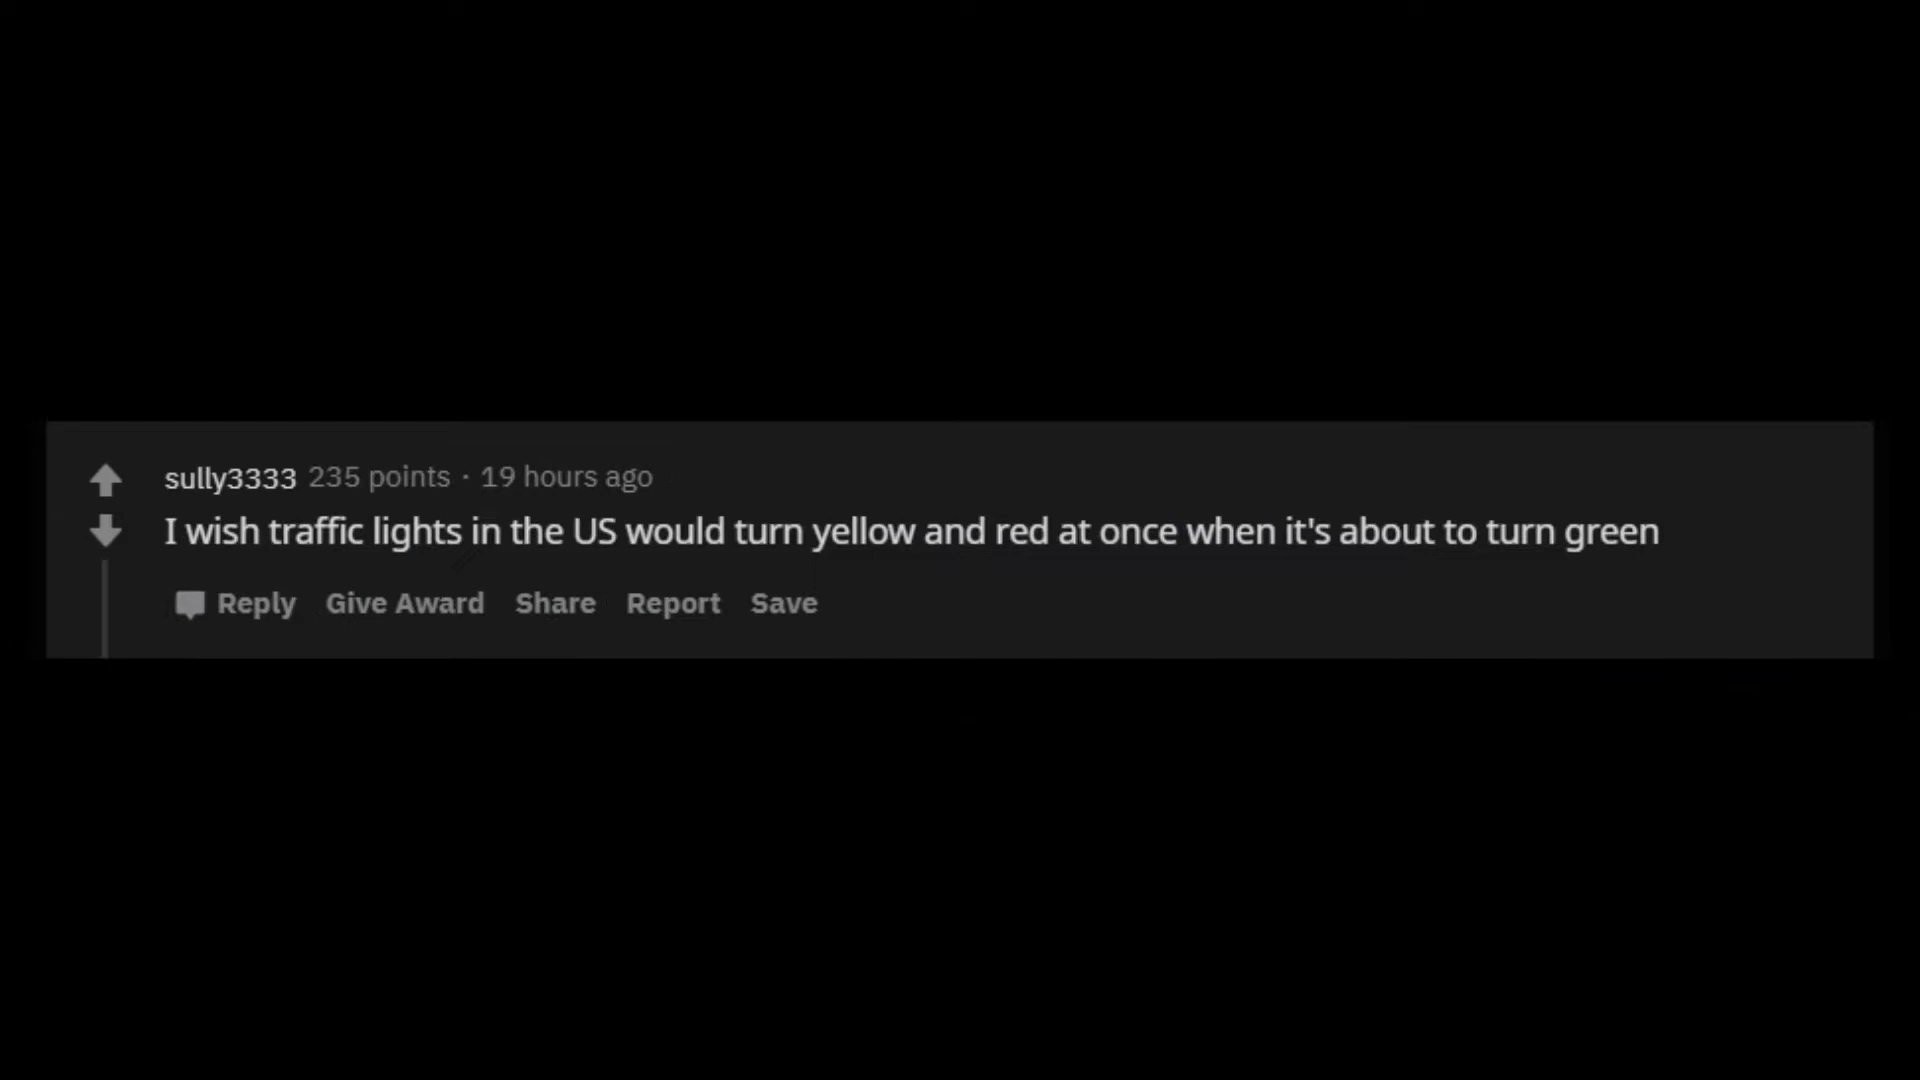 sully3333 235 points · 19 hours ago
I wish traffic lights in the US would turn yellow and red at once when it's about to turn green
Reply Give Award Share Report Save